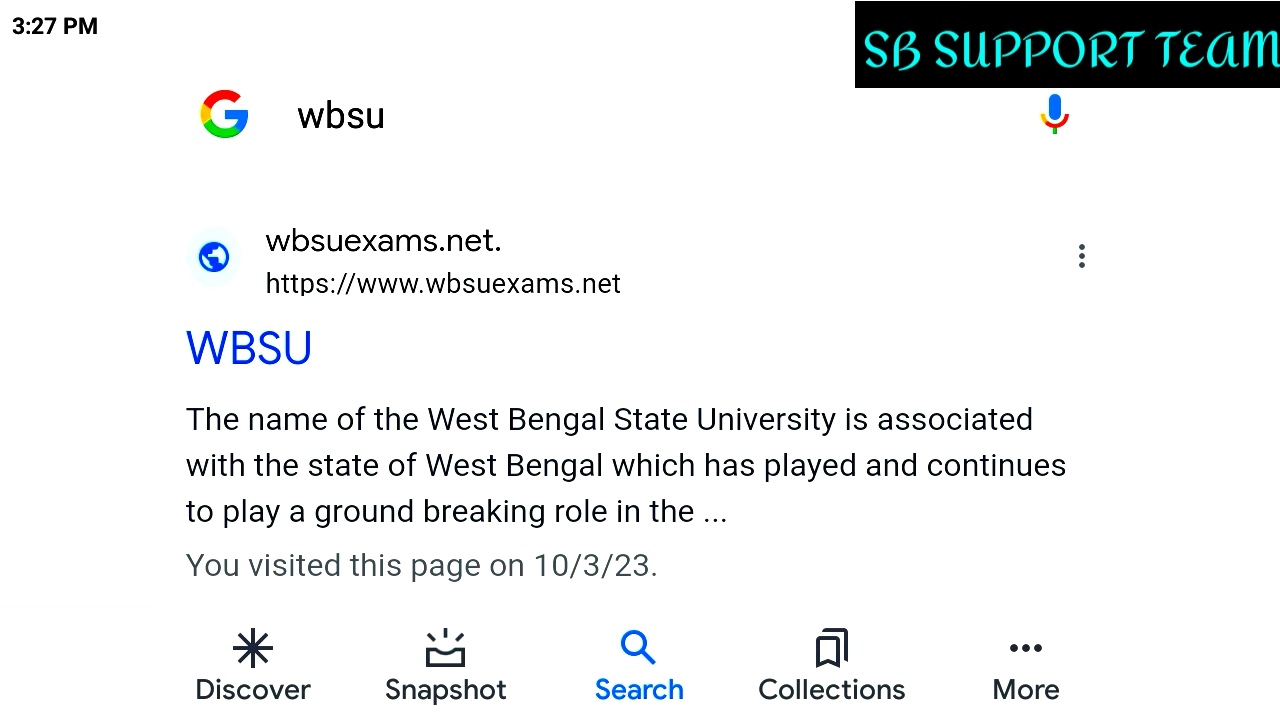 3:27 PM
SB SUPPORT TEAM
wbsu
wbsuexams.net.
https://www.wbsuexams.net
WBSU
The name of the West Bengal State University is associated
with the state of West Bengal which has played and continues
to play a ground breaking role in the ...
You visited this page on 10/3/23.
Discover Snapshot Search Collections More